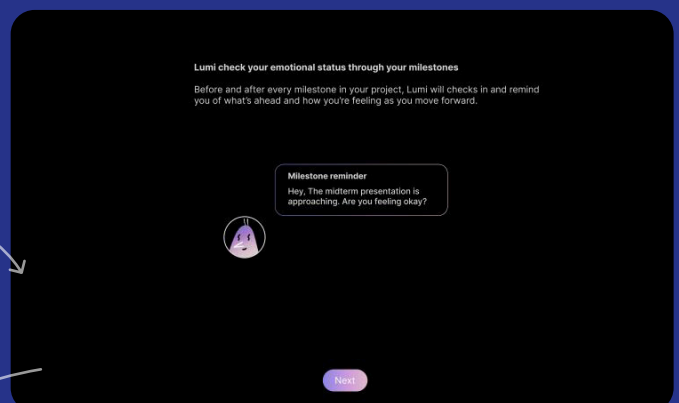 Lumi check your emotional status through your milestones
Before and after every milestone in your project, Lumi will checks in and remind
you of what's ahead and how you're feeling as you move forward.
Milestone reminder
Hey, The midterm presentation is
approaching. Are you feeling okay?
Next